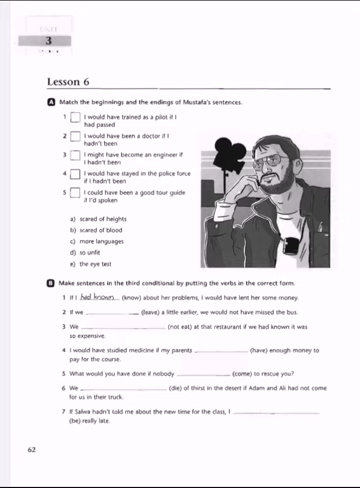 UNIT
3
Lesson 6
A Match the beginnings and the endings of Mustafa's sentences.
1 I would have trained as a pilot if I
had passed
2 I would have been a doctor if I
hadn't been
3 I might have become an engineer if
I hadn't been
4 I would have stayed in the police force
if I hadn't been
5 I could have been a good tour guide
if I'd spoken
a) scared of heights
b) scared of blood
c) more languages
d) so unfit
e) the eye test
B Make sentences in the third conditional by putting the verbs in the correct form.
1 If I had known (know) about her problems, I would have lent her some money.
2 If we ______ (leave) a little earlier, we would not have missed the bus.
3 We ______ (not eat) at that restaurant if we had known it was
so expensive.
4 I would have studied medicine if my parents ______ (have) enough money to
pay for the course.
5 What would you have done if nobody ______ (come) to rescue you?
6 We ______ (die) of thirst in the desert if Adam and Ali had not come
for us in their truck.
7 If Salwa hadn't told me about the new time for the class, I ______
(be) really late.
62